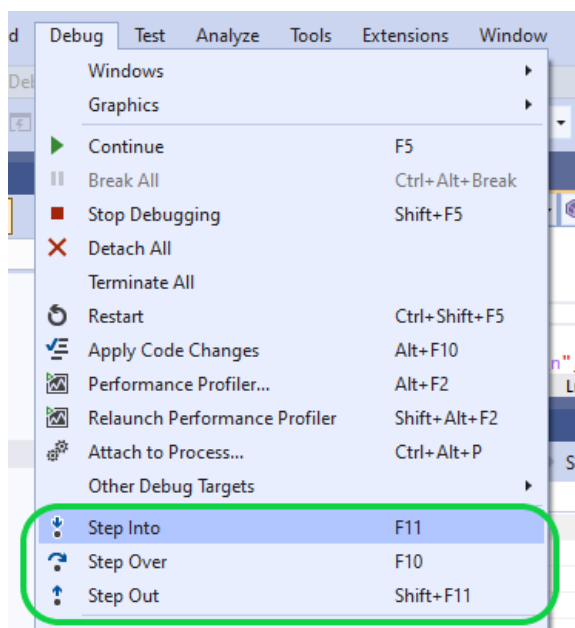 d Debug Test Analyze Tools Extensions Window
Del
Windows
Graphics
Continue F5
Break All Ctrl+Alt+Break
Stop Debugging Shift+F5
Detach All
Terminate All
Restart Ctrl+Shift+F5
Apply Code Changes Alt+F10
n",
Performance Profiler... Alt+F2
Relaunch Performance Profiler Shift+Alt+F2
Attach to Process... Ctrl+Alt+P
Other Debug Targets
Step Into F11
Step Over F10
Step Out Shift+F11